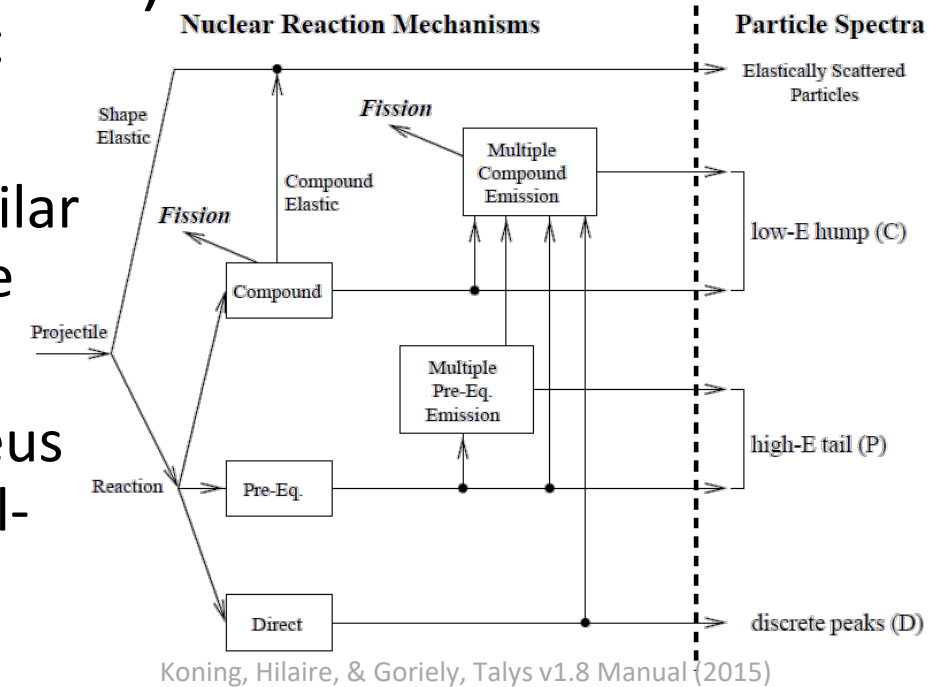 Nuclear Reaction Mechanisms
Particle Spectra
Elastically Scattered
Particles
Shape
Elastic
Fission
Multiple
Compound
Emission
Compound
Elastic
ilar
Fission
low-E hump (C)
e
Compound
Projectile
Multiple
Pre-Eq.
Emission
eus
high-E tail (P)
Reaction
Pre-Eq.
l-
Direct
discrete peaks (D)
Koning, Hilaire, & Goriely, Talys v1.8 Manual (2015)